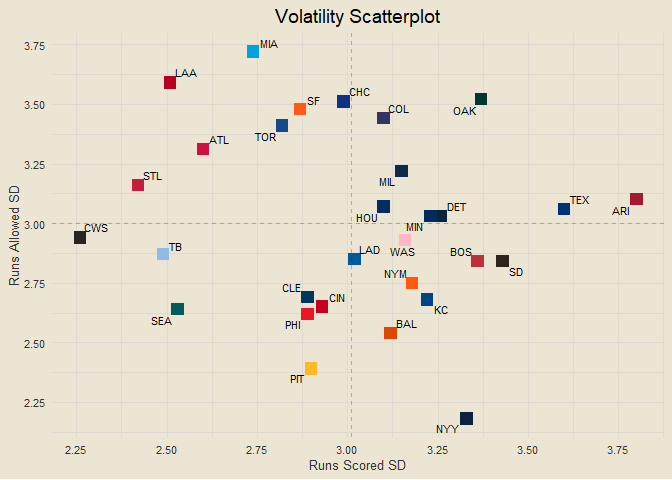 Volatility Scatterplot
3.75
MIA
LAA
3.50
SF
CHC
COL
OAK
TOR
ATL
3.25
STL
MIL
HOU
DET
TEX
ARI
3.00
CWS
MIN
TB
LAD
WAS
BOS
SD
2.75
CLE
CIN
NYM
KC
SEA
PHI
BAL
2.50
PIT
2.25
NYY
Runs Allowed SD
2.25 2.50 2.75 3.00 3.25 3.50 3.75
Runs Scored SD